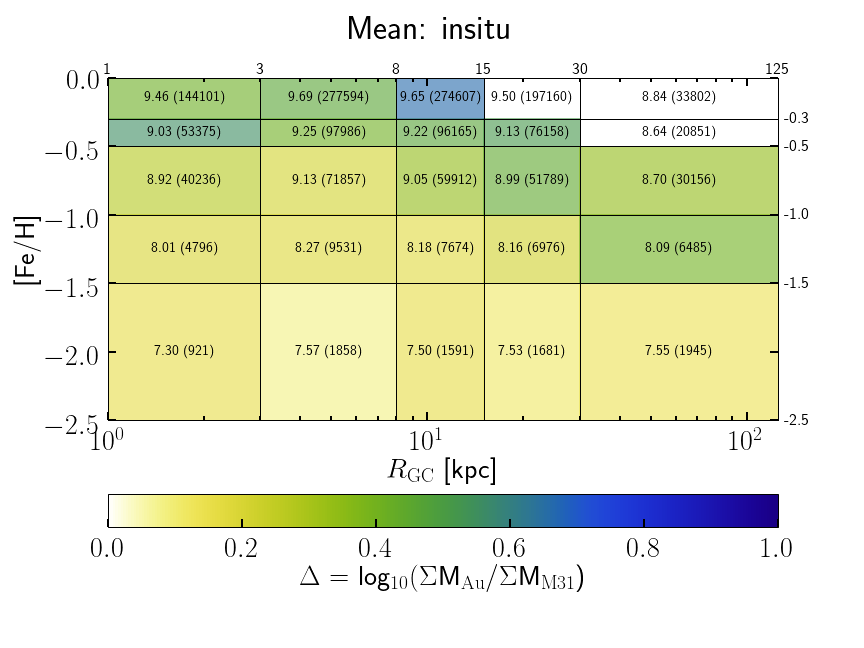 Mean: insitu
1 3 8 15 30 125
0.0
9.46 (144101) 9.69 (277594) 9.65 (274607) 9.50 (197160) 8.84 (33802)
-0.3
9.03 (53375) 9.25 (97986) 9.22 (96165) 9.13 (76158) 8.64 (20851)
−0.5 -0.5
8.92 (40236) 9.13 (71857) 9.05 (59912) 8.99 (51789) 8.70 (30156)
−1.0 -1.0
[Fe/H]
8.01 (4796) 8.27 (9531) 8.18 (7674) 8.16 (6976) 8.09 (6485)
−1.5 -1.5
7.30 (921) 7.57 (1858) 7.50 (1591) 7.53 (1681) 7.55 (1945)
−2.0
−2.5 -2.5
10⁰ 10¹ 10²
R_GC [kpc]
0.0 0.2 0.4 0.6 0.8 1.0
Δ = log₁₀(ΣM_Au/ΣM_M31)